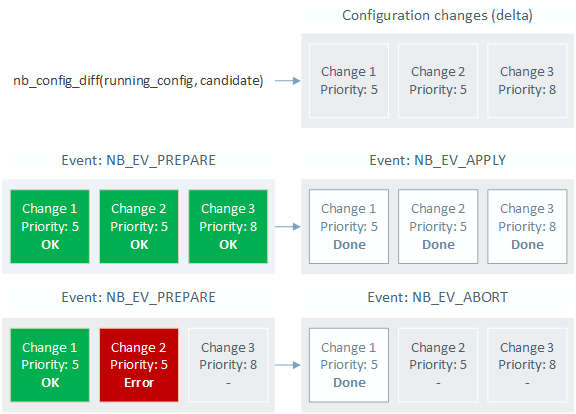 Configuration changes (delta)
nb_config_diff(running_config, candidate)
Change 1
Priority: 5
Change 2
Priority: 5
Change 3
Priority: 8
Event: NB_EV_PREPARE
Change 1
Priority: 5
OK
Change 2
Priority: 5
OK
Change 3
Priority: 8
OK
Event: NB_EV_APPLY
Change 1
Priority: 5
Done
Change 2
Priority: 5
Done
Change 3
Priority: 8
Done
Event: NB_EV_PREPARE
Change 1
Priority: 5
OK
Change 2
Priority: 5
Error
Change 3
Priority: 8
-
Event: NB_EV_ABORT
Change 1
Priority: 5
Done
Change 2
Priority: 5
-
Change 3
Priority: 8
-